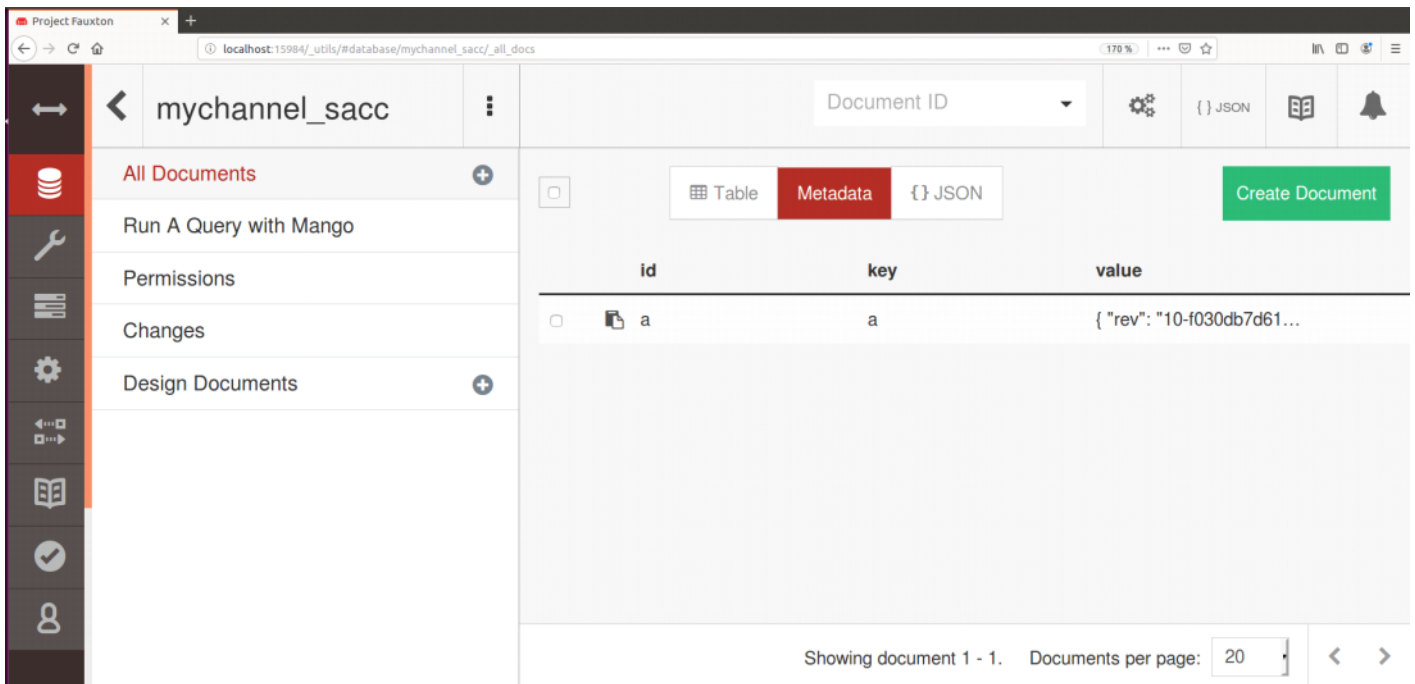 Project Fauxton
localhost:15984/_utils/#database/mychannel_sacc/_all_docs
170 %
mychannel_sacc
Document ID
{ } JSON
All Documents
Run A Query with Mango
Permissions
Changes
Design Documents
Table
Metadata
{ } JSON
Create Document
id key value
a a { "rev": "10-f030db7d61...
Showing document 1 - 1. Documents per page: 20